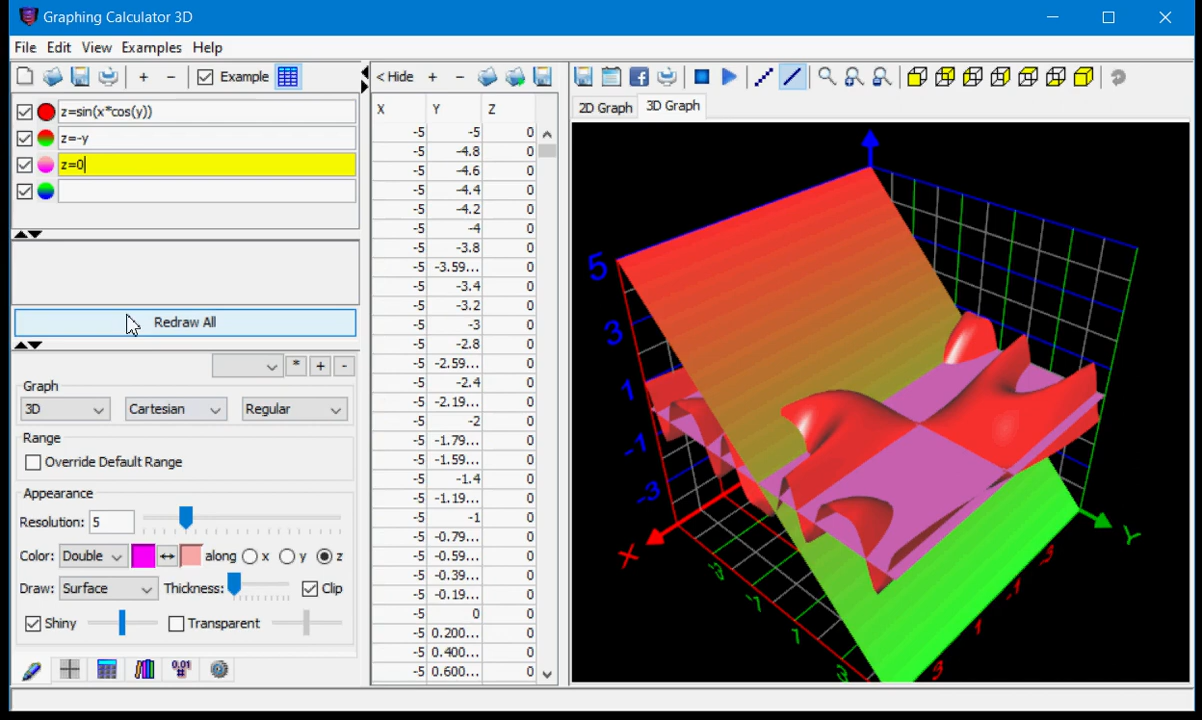 Graphing Calculator 3D
File Edit View Examples Help
+ - Example
< Hide + -
2D Graph 3D Graph
z=sin(x*cos(y))
z=-y
z=0
Redraw All
* + -
Graph
3D Cartesian Regular
Range
Override Default Range
Appearance
Resolution: 5
Color: Double along x y z
Draw: Surface Thickness: Clip
Shiny Transparent
0.01
#
X Y Z
-5 -5 0
-5 -4.8 0
-5 -4.6 0
-5 -4.4 0
-5 -4.2 0
-5 -4 0
-5 -3.8 0
-5 -3.59... 0
-5 -3.4 0
-5 -3.2 0
-5 -3 0
-5 -2.8 0
-5 -2.59... 0
-5 -2.4 0
-5 -2.19... 0
-5 -2 0
-5 -1.79... 0
-5 -1.59... 0
-5 -1.4 0
-5 -1.19... 0
-5 -1 0
-5 -0.79... 0
-5 -0.59... 0
-5 -0.39... 0
-5 -0.19... 0
-5 0 0
-5 0.200... 0
-5 0.400... 0
-5 0.600... 0
5
3
1
-1
-3
X
Y
-3
-1
1
3
1